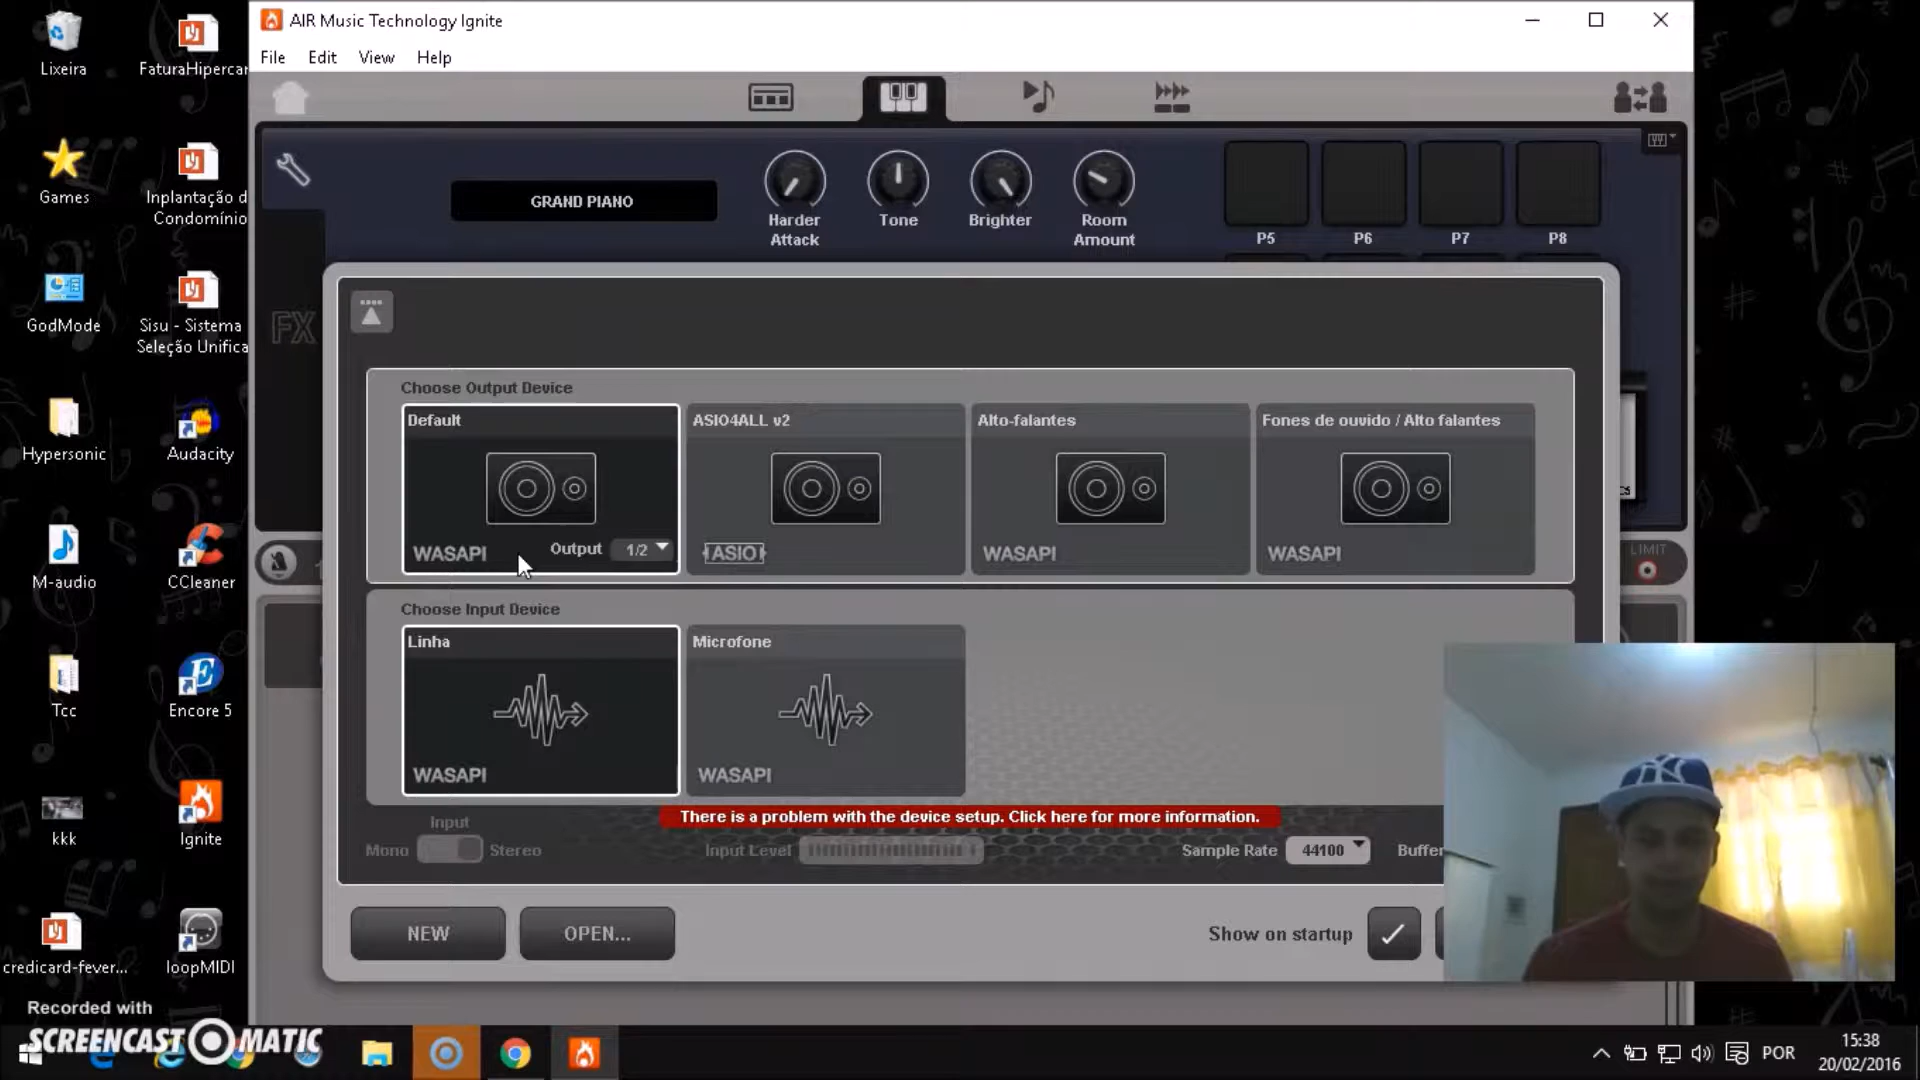 AIR Music Technology Ignite
File Edit View Help
Lixeira
FaturaHipercar
Games
Inplantação d
Condomínio
GodMode
Sisu - Sistema
Seleção Unifica
Hypersonic
Audacity
M-audio
CCleaner
Tcc
Encore 5
kkk
Ignite
credicard-fever...
loopMIDI
GRAND PIANO
Harder
Attack
Tone
Brighter
Room
Amount
P5 P6 P7 P8
FX
LIMIT
Choose Output Device
Default
WASAPI
Output 1/2
ASIO4ALL v2
ASIO
Alto-falantes
WASAPI
Fones de ouvido / Alto falantes
WASAPI
Choose Input Device
Linha
WASAPI
Microfone
WASAPI
There is a problem with the device setup. Click here for more information.
Input
Mono Stereo
Input Level
Sample Rate 44100 Buffer
NEW OPEN... Show on startup
Recorded with
SCREENCAST MATIC
POR
15:38
20/02/2016